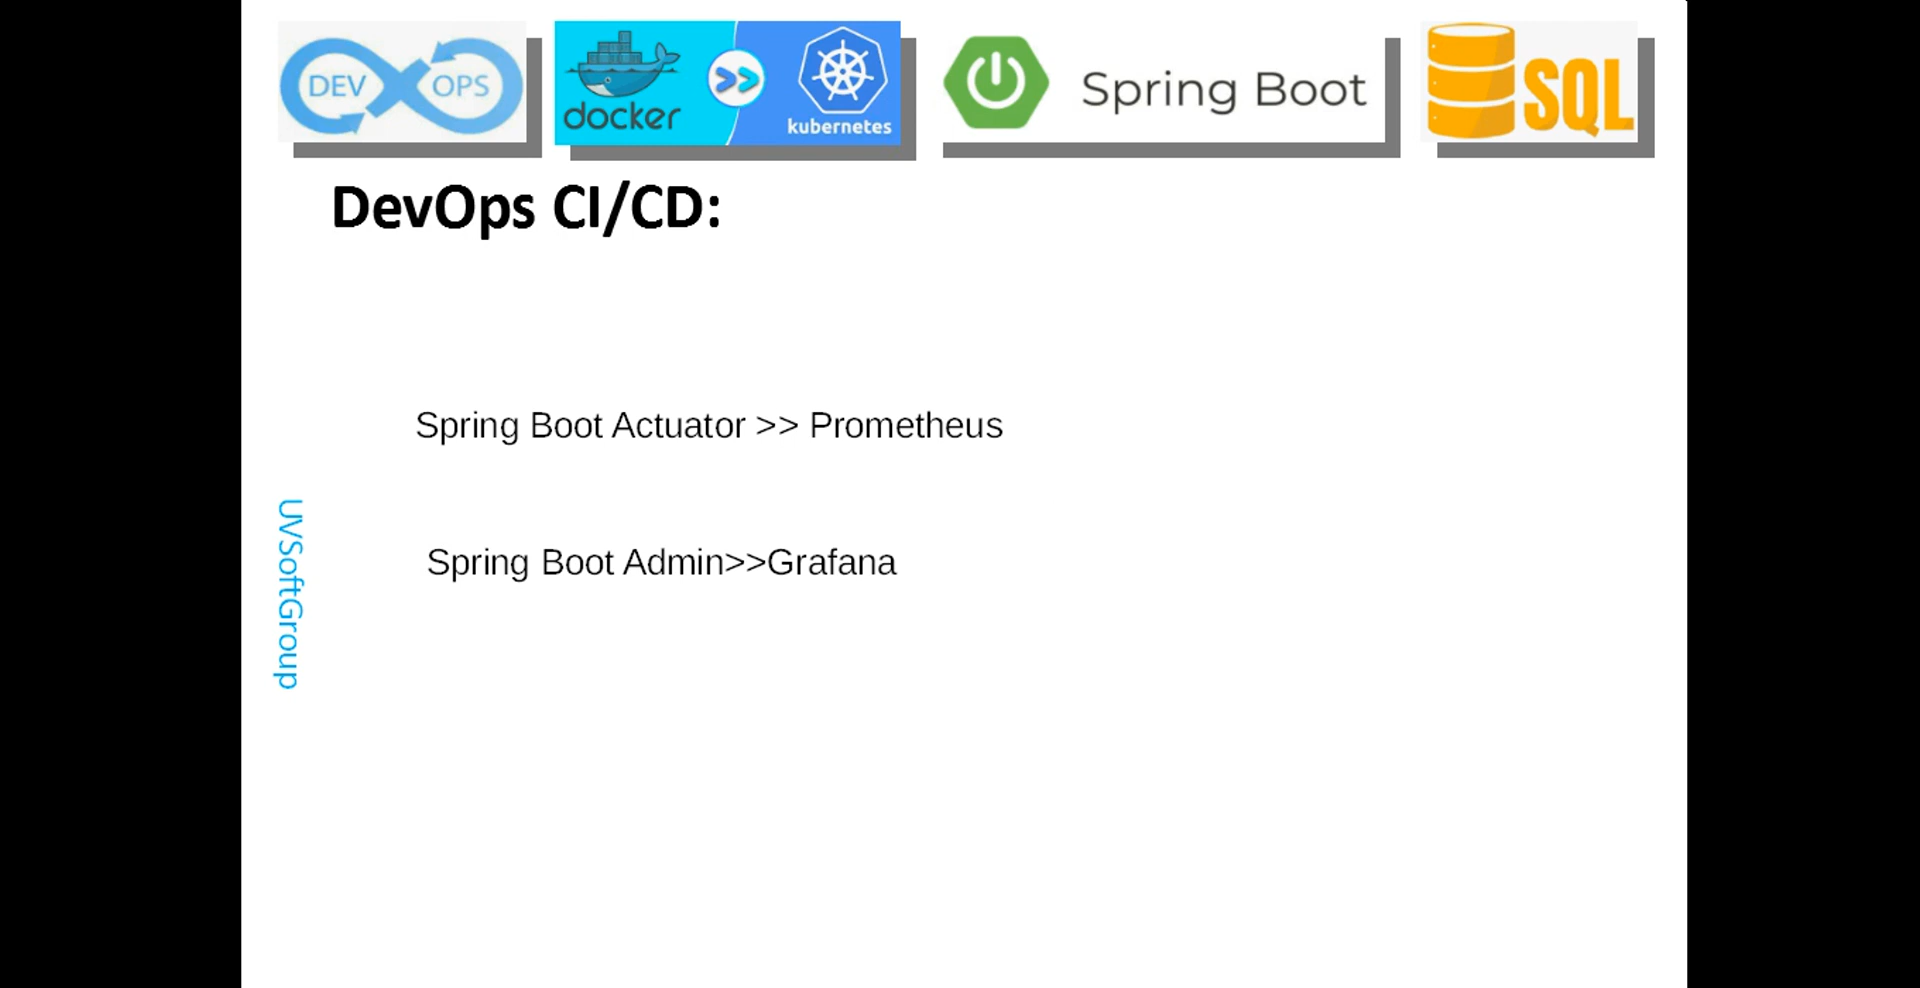 DEV OPS
docker
kubernetes
Spring Boot
SQL
DevOps CI/CD:
Spring Boot Actuator >> Prometheus
Spring Boot Admin>>Grafana
UVSoftGroup